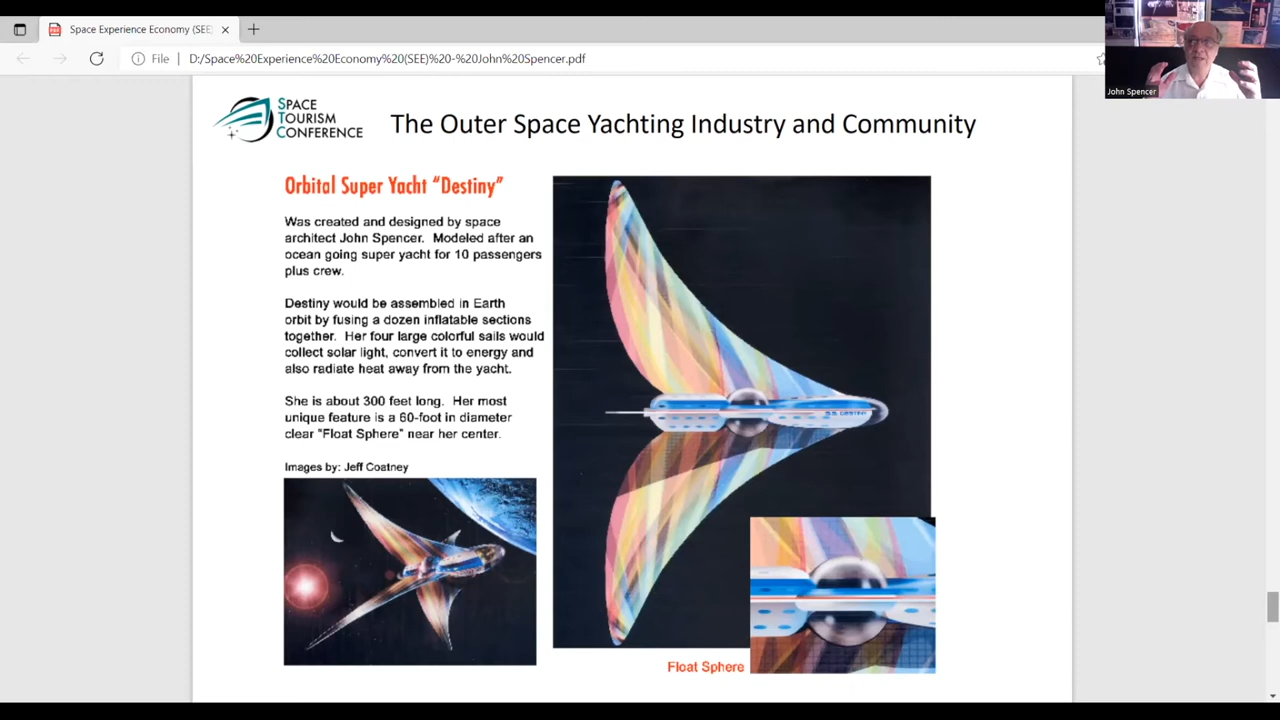 Space Experience Economy (SEE)
File
D:/Space%20Experience%20Economy%20(SEE)%20-%20John%20Spencer.pdf
John Spencer
SPACE
TOURISM
CONFERENCE
The Outer Space Yachting Industry and Community
Orbital Super Yacht “Destiny”
Was created and designed by space
architect John Spencer. Modeled after an
ocean going super yacht for 10 passengers
plus crew.
Destiny would be assembled in Earth
orbit by fusing a dozen inflatable sections
together. Her four large colorful sails would
collect solar light, convert it to energy and
also radiate heat away from the yacht.
She is about 300 feet long. Her most
unique feature is a 60-foot in diameter
clear "Float Sphere" near her center.
Images by: Jeff Coatney
S.S. DESTINY
Float Sphere